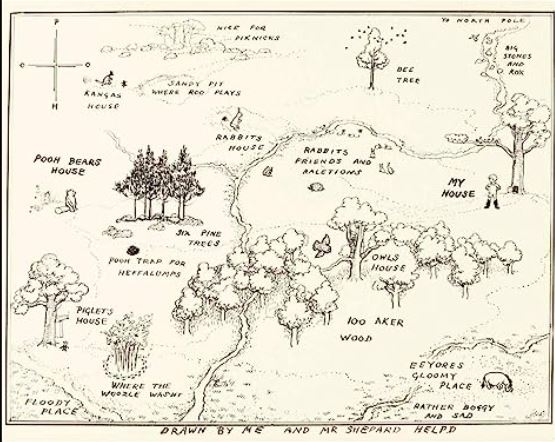 TO NORTH POLE
NICE FOR
PIKNICKS
BIG
STONES
AND
ROX
P
O
O
H
BEE
TREE
SANDY PIT
WHERE ROO PLAYS
KANGAS
HOUSE
RABBITS
HOUSE
RABBITS
FRIENDS AND
RALETIONS
POOH BEARS
HOUSE
MY
HOUSE
SIX PINE
TREES
POOH TRAP FOR
HEFFALUMPS
OWLS
HOUSE
PIGLETS
HOUSE
100 AKER
WOOD
WHERE THE
WOOZLE WASNT
EEYORES
GLOOMY
PLACE
FLOODY
PLACE
RATHER BOGGY
AND SAD
DRAWN BY ME AND MR SHEPARD HELPD